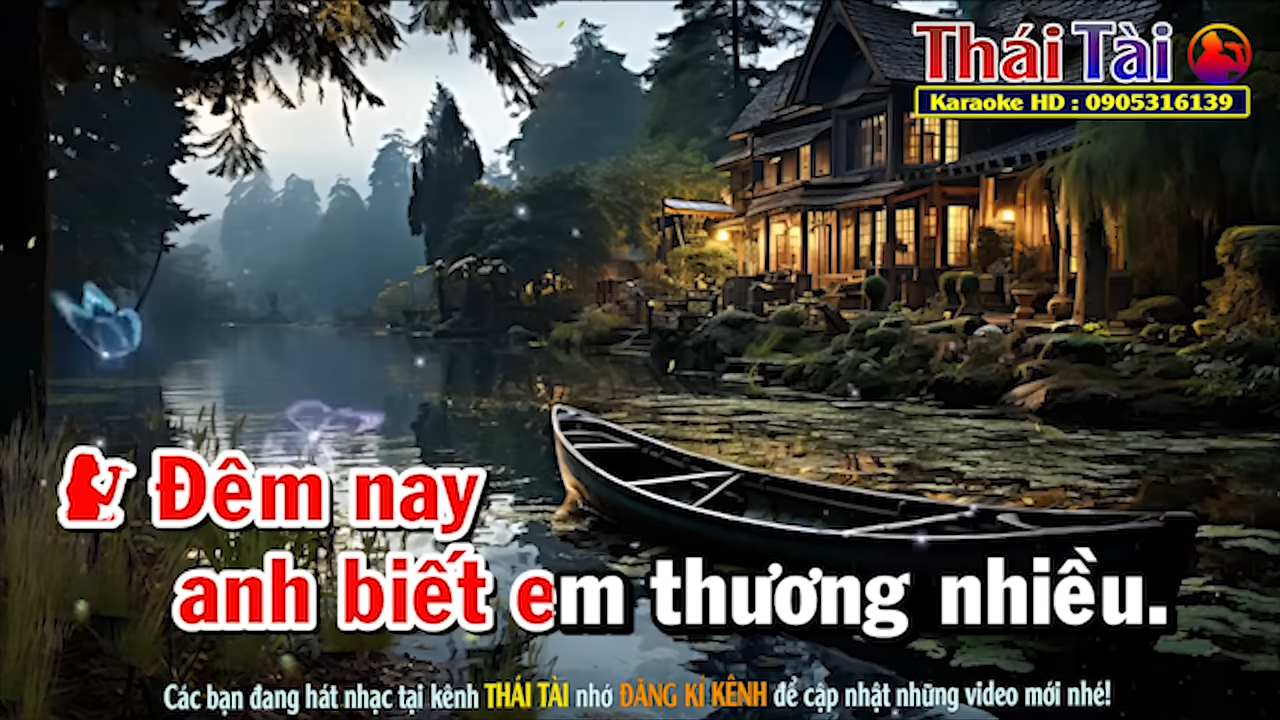 Thái Tài
Karaoke HD : 0905316139
Đêm nay
anh biết em thương nhiều.
Các bạn đang hát nhạc tại kênh THÁI TÀI nhớ ĐĂNG KÍ KÊNH để cập nhật những video mới nhé!